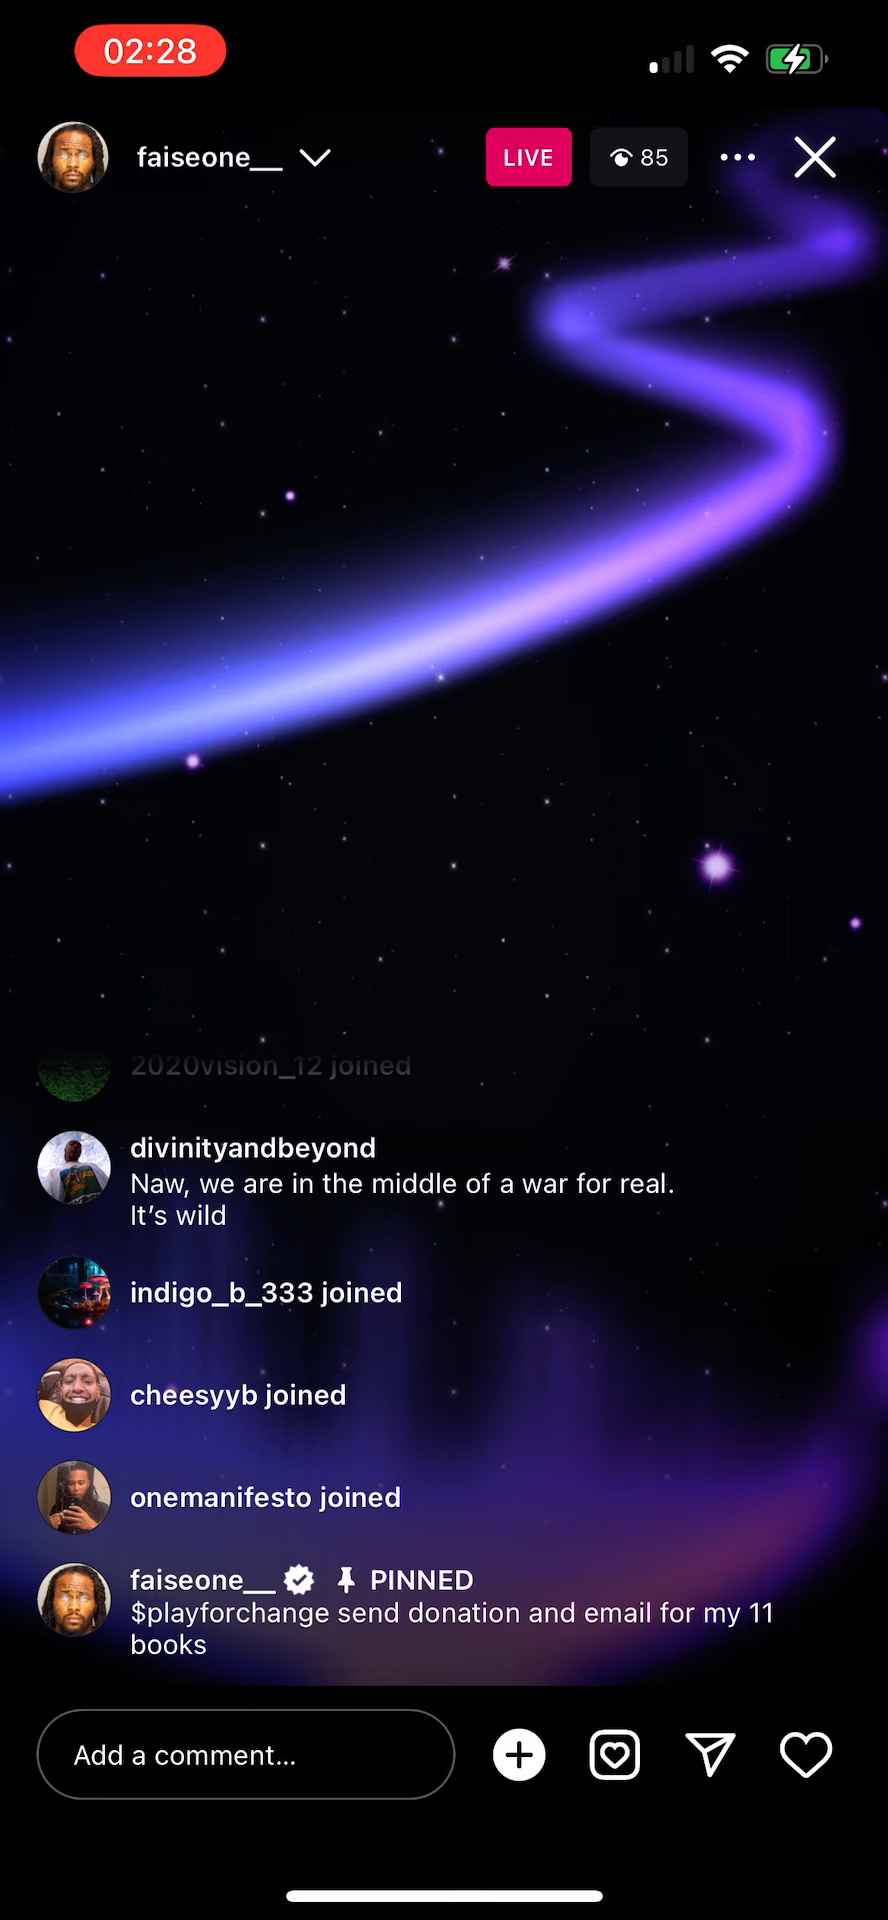 02:28
faiseone__
LIVE
85
2020vision_12 joined
divinityandbeyond
Naw, we are in the middle of a war for real.
It’s wild
indigo_b_333 joined
cheesyyb joined
onemanifesto joined
faiseone__ PINNED
$playforchange send donation and email for my 11
books
Add a comment...